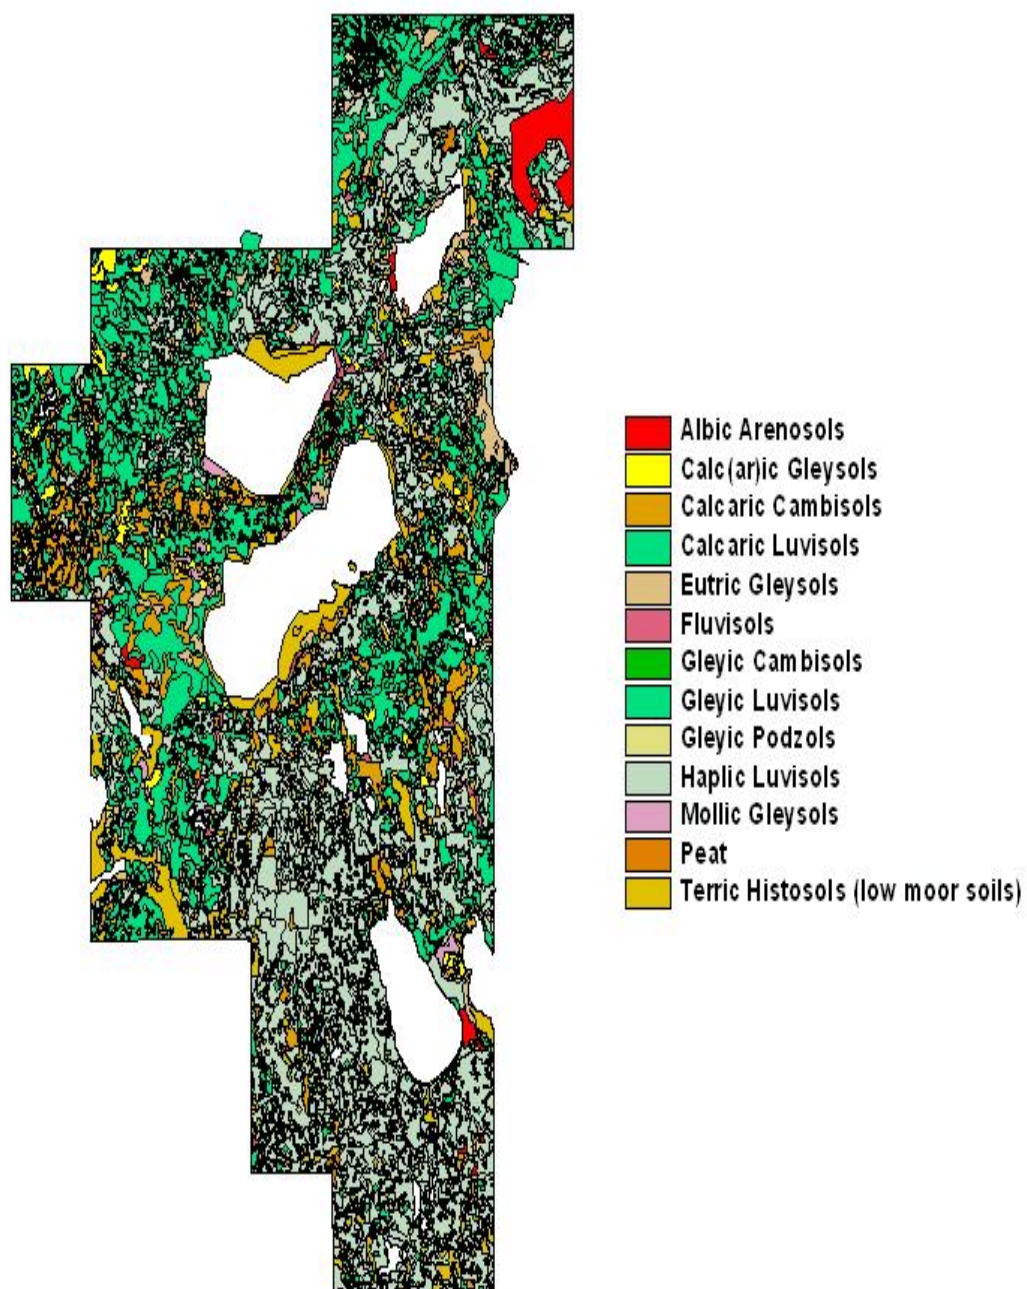 Albic Arenosols
Calc(ar)ic Gleysols
Calcaric Cambisols
Calcaric Luvisols
Eutric Gleysols
Fluvisols
Gleyic Cambisols
Gleyic Luvisols
Gleyic Podzols
Haplic Luvisols
Mollic Gleysols
Peat
Terric Histosols (low moor soils)